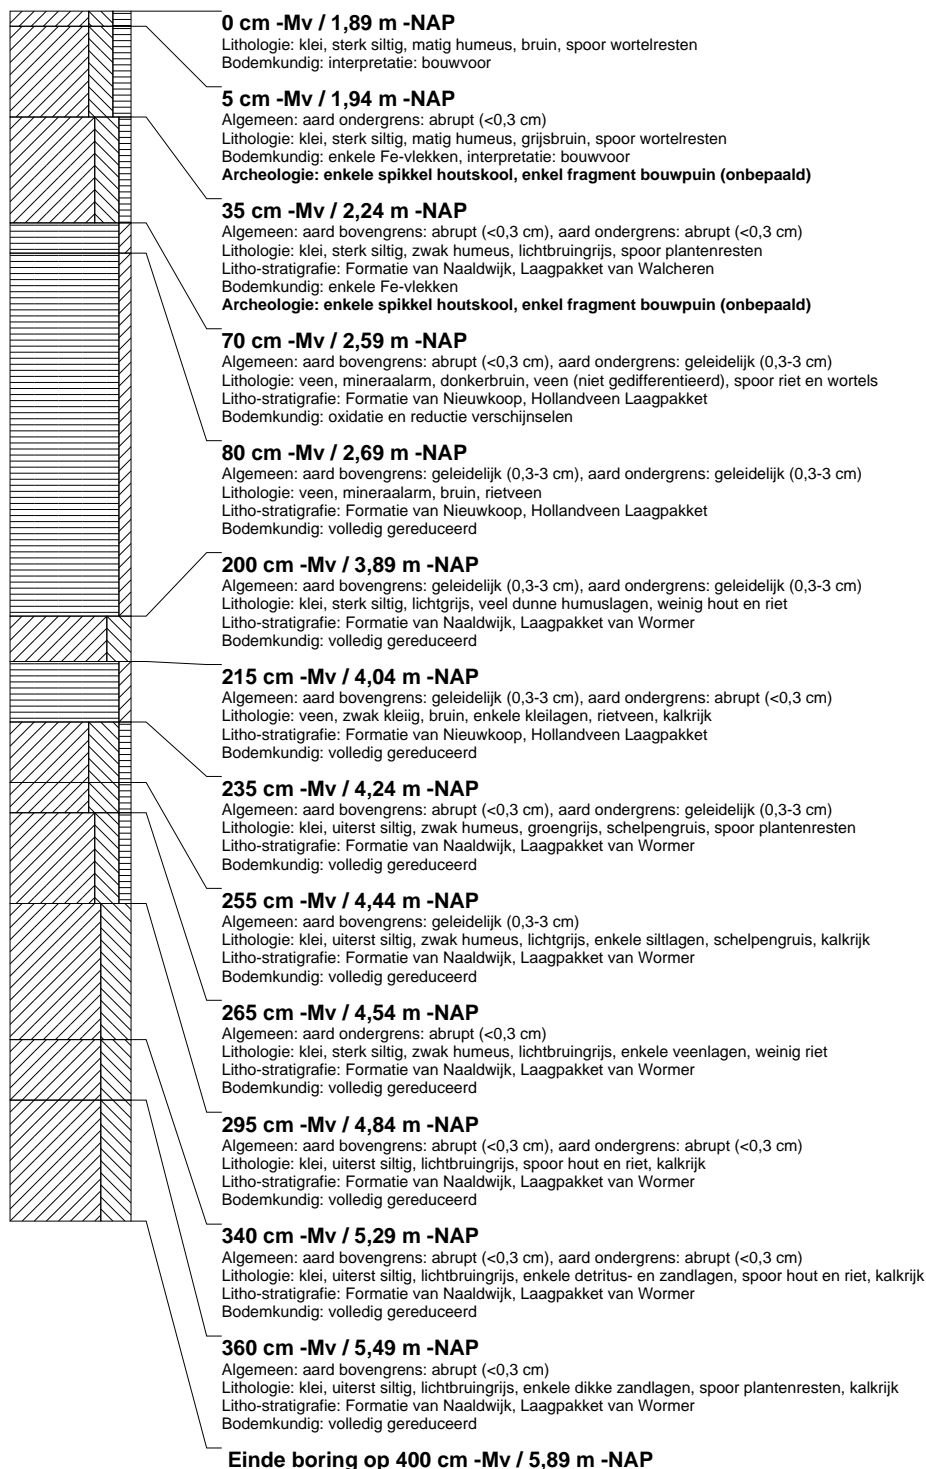 0 cm -Mv / 1,89 m -NAP
Lithologie: klei, sterk siltig, matig humeus, bruin, spoor wortelresten
Bodemkundig: interpretatie: bouwvoor
5 cm -Mv / 1,94 m -NAP
Algemeen: aard ondergrens: abrupt (<0,3 cm)
Lithologie: klei, sterk siltig, matig humeus, grijsbruin, spoor wortelresten
Bodemkundig: enkele Fe-vlekken, interpretatie: bouwvoor
Archeologie: enkele spikkel houtskool, enkel fragment bouwpuin (onbepaald)
35 cm -Mv / 2,24 m -NAP
Algemeen: aard bovengrens: abrupt (<0,3 cm), aard ondergrens: abrupt (<0,3 cm)
Lithologie: klei, sterk siltig, zwak humeus, lichtbruingrijs, spoor plantenresten
Litho-stratigrafie: Formatie van Naaldwijk, Laagpakket van Walcheren
Bodemkundig: enkele Fe-vlekken
Archeologie: enkele spikkel houtskool, enkel fragment bouwpuin (onbepaald)
70 cm -Mv / 2,59 m -NAP
Algemeen: aard bovengrens: abrupt (<0,3 cm), aard ondergrens: geleidelijk (0,3-3 cm)
Lithologie: veen, mineraalarm, donkerbruin, veen (niet gedifferentieerd), spoor riet en wortels
Litho-stratigrafie: Formatie van Nieuwkoop, Hollandveen Laagpakket
Bodemkundig: oxidatie en reductie verschijnselen
80 cm -Mv / 2,69 m -NAP
Algemeen: aard bovengrens: geleidelijk (0,3-3 cm), aard ondergrens: geleidelijk (0,3-3 cm)
Lithologie: veen, mineraalarm, bruin, rietveen
Litho-stratigrafie: Formatie van Nieuwkoop, Hollandveen Laagpakket
Bodemkundig: volledig gereduceerd
200 cm -Mv / 3,89 m -NAP
Algemeen: aard bovengrens: geleidelijk (0,3-3 cm), aard ondergrens: geleidelijk (0,3-3 cm)
Lithologie: klei, sterk siltig, lichtgrijs, veel dunne humuslagen, weinig hout en riet
Litho-stratigrafie: Formatie van Naaldwijk, Laagpakket van Wormer
Bodemkundig: volledig gereduceerd
215 cm -Mv / 4,04 m -NAP
Algemeen: aard bovengrens: geleidelijk (0,3-3 cm), aard ondergrens: abrupt (<0,3 cm)
Lithologie: veen, zwak kleiig, bruin, enkele kleilagen, rietveen, kalkrijk
Litho-stratigrafie: Formatie van Nieuwkoop, Hollandveen Laagpakket
Bodemkundig: volledig gereduceerd
235 cm -Mv / 4,24 m -NAP
Algemeen: aard bovengrens: abrupt (<0,3 cm), aard ondergrens: geleidelijk (0,3-3 cm)
Lithologie: klei, uiterst siltig, zwak humeus, groengrijs, schelpengruis, spoor plantenresten
Litho-stratigrafie: Formatie van Naaldwijk, Laagpakket van Wormer
Bodemkundig: volledig gereduceerd
255 cm -Mv / 4,44 m -NAP
Algemeen: aard bovengrens: geleidelijk (0,3-3 cm)
Lithologie: klei, uiterst siltig, zwak humeus, lichtgrijs, enkele siltlagen, schelpengruis, kalkrijk
Litho-stratigrafie: Formatie van Naaldwijk, Laagpakket van Wormer
Bodemkundig: volledig gereduceerd
265 cm -Mv / 4,54 m -NAP
Algemeen: aard ondergrens: abrupt (<0,3 cm)
Lithologie: klei, sterk siltig, zwak humeus, lichtbruingrijs, enkele veenlagen, weinig riet
Litho-stratigrafie: Formatie van Naaldwijk, Laagpakket van Wormer
Bodemkundig: volledig gereduceerd
295 cm -Mv / 4,84 m -NAP
Algemeen: aard bovengrens: abrupt (<0,3 cm), aard ondergrens: abrupt (<0,3 cm)
Lithologie: klei, uiterst siltig, lichtbruingrijs, spoor hout en riet, kalkrijk
Litho-stratigrafie: Formatie van Naaldwijk, Laagpakket van Wormer
Bodemkundig: volledig gereduceerd
340 cm -Mv / 5,29 m -NAP
Algemeen: aard bovengrens: abrupt (<0,3 cm), aard ondergrens: abrupt (<0,3 cm)
Lithologie: klei, uiterst siltig, lichtbruingrijs, enkele detritus- en zandlagen, spoor hout en riet, kalkrijk
Litho-stratigrafie: Formatie van Naaldwijk, Laagpakket van Wormer
Bodemkundig: volledig gereduceerd
360 cm -Mv / 5,49 m -NAP
Algemeen: aard bovengrens: abrupt (<0,3 cm)
Lithologie: klei, uiterst siltig, lichtbruingrijs, enkele dikke zandlagen, spoor plantenresten, kalkrijk
Litho-stratigrafie: Formatie van Naaldwijk, Laagpakket van Wormer
Bodemkundig: volledig gereduceerd
Einde boring op 400 cm -Mv / 5,89 m -NAP